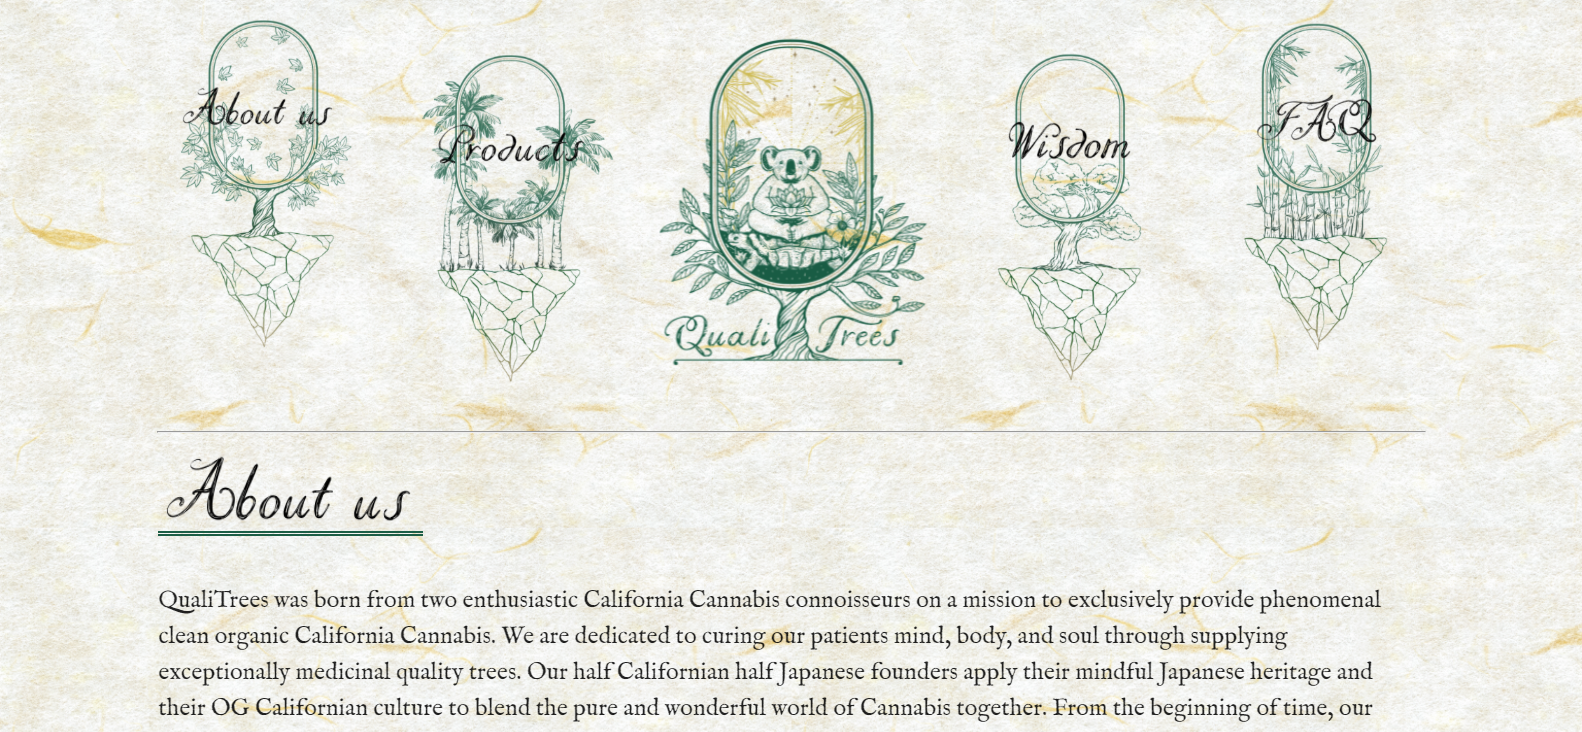 About us
Products
Quali Trees
Wisdom
FAQ
About us
QualiTrees was born from two enthusiastic California Cannabis connoisseurs on a mission to exclusively provide phenomenal
clean organic California Cannabis. We are dedicated to curing our patients mind, body, and soul through supplying
exceptionally medicinal quality trees. Our half Californian half Japanese founders apply their mindful Japanese heritage and
their OG Californian culture to blend the pure and wonderful world of Cannabis together. From the beginning of time, our